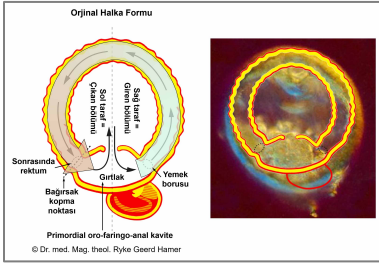 Orjinal Halka Formu
Sol taraf =
Çıkan bölümü
Sağ taraf =
Giren bölümü
Sonrasında
rektum
Bağırsak
kopma
noktası
Gırtlak
Yemek
borusu
Primordial oro-faringo-anal kavite
© Dr. med. Mag. theol. Ryke Geerd Hamer